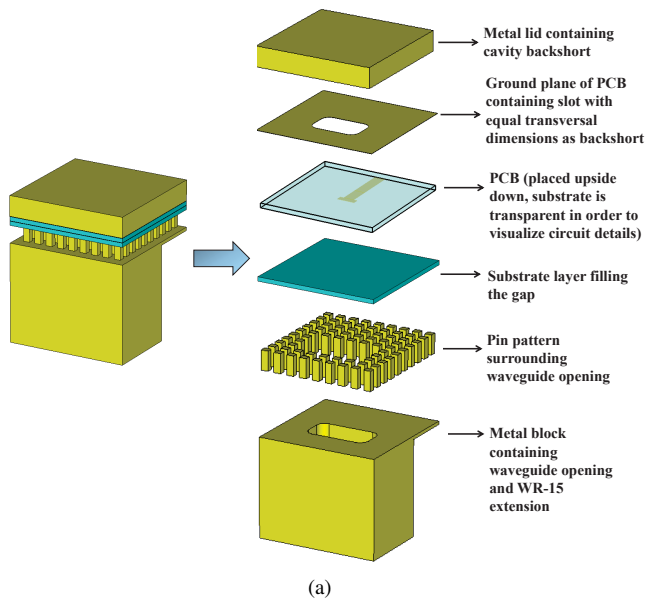 Metal lid containing
cavity backshort
Ground plane of PCB
containing slot with
equal transversal
dimensions as backshort
PCB (placed upside
down, substrate is
transparent in order to
visualize circuit details)
Substrate layer filling
the gap
Pin pattern
surrounding
waveguide opening
Metal block
containing
waveguide opening
and WR-15
extension
(a)